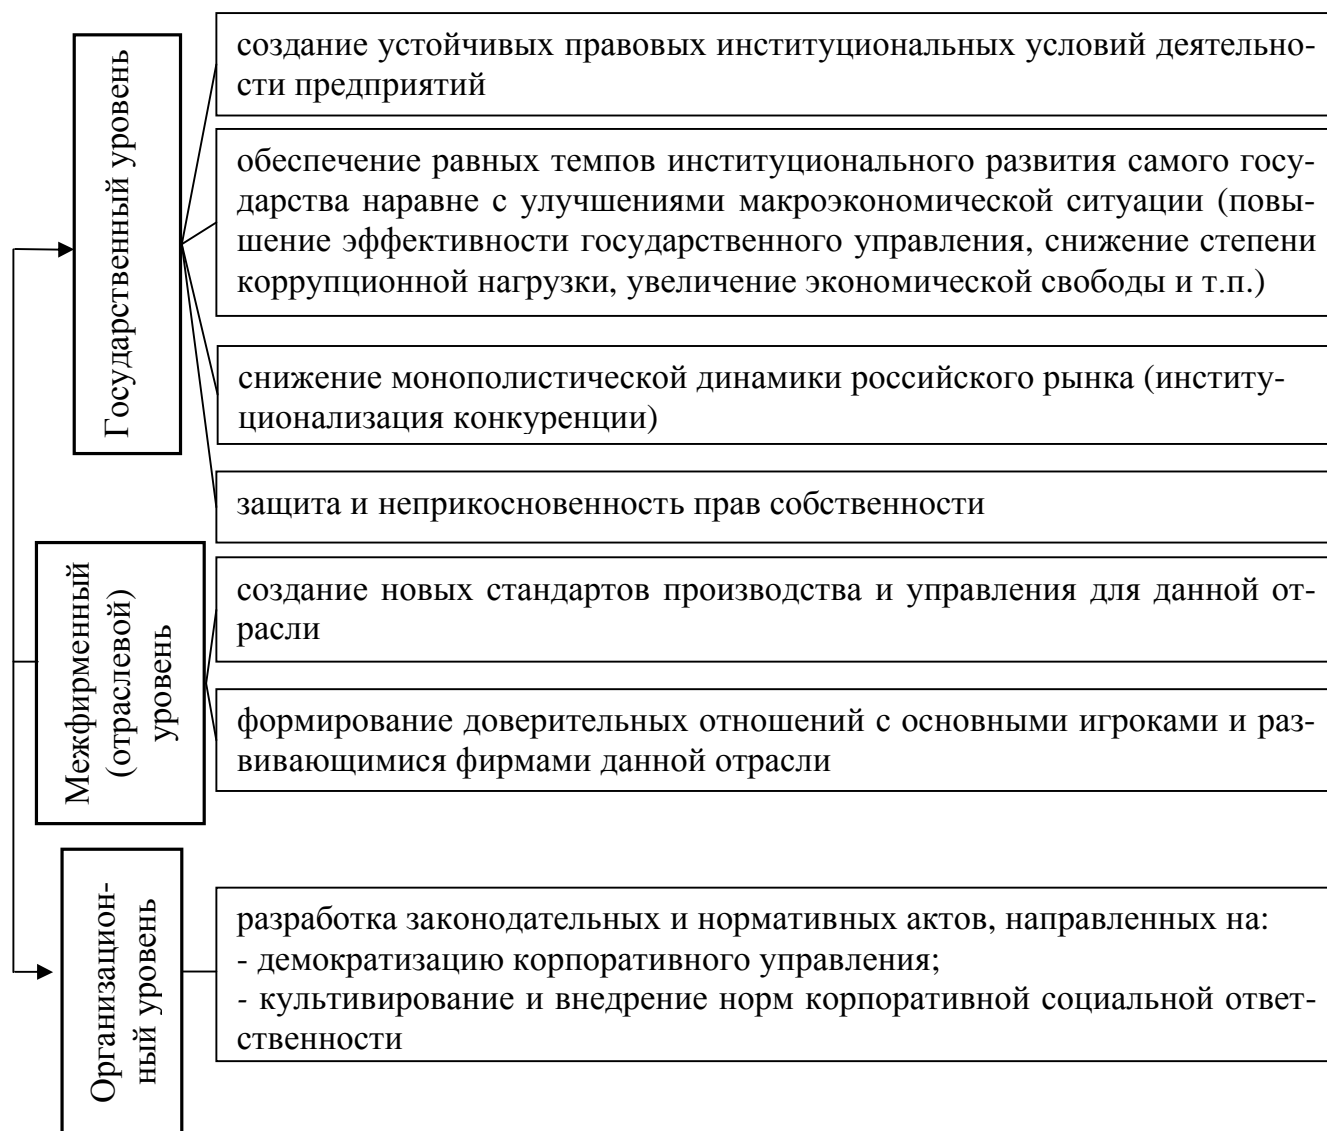 Государственный уровень
создание устойчивых правовых институциональных условий деятельно-
сти предприятий
обеспечение равных темпов институционального развития самого госу-
дарства наравне с улучшениями макроэкономической ситуации (повы-
шение эффективности государственного управления, снижение степени
коррупционной нагрузки, увеличение экономической свободы и т.п.)
снижение монополистической динамики российского рынка (институ-
ционализация конкуренции)
защита и неприкосновенность прав собственности
Межфирменный
(отраслевой)
уровень
создание новых стандартов производства и управления для данной от-
расли
формирование доверительных отношений с основными игроками и раз-
вивающимися фирмами данной отрасли
Организацион-
ный уровень
разработка законодательных и нормативных актов, направленных на:
- демократизацию корпоративного управления;
- культивирование и внедрение норм корпоративной социальной ответ-
ственности